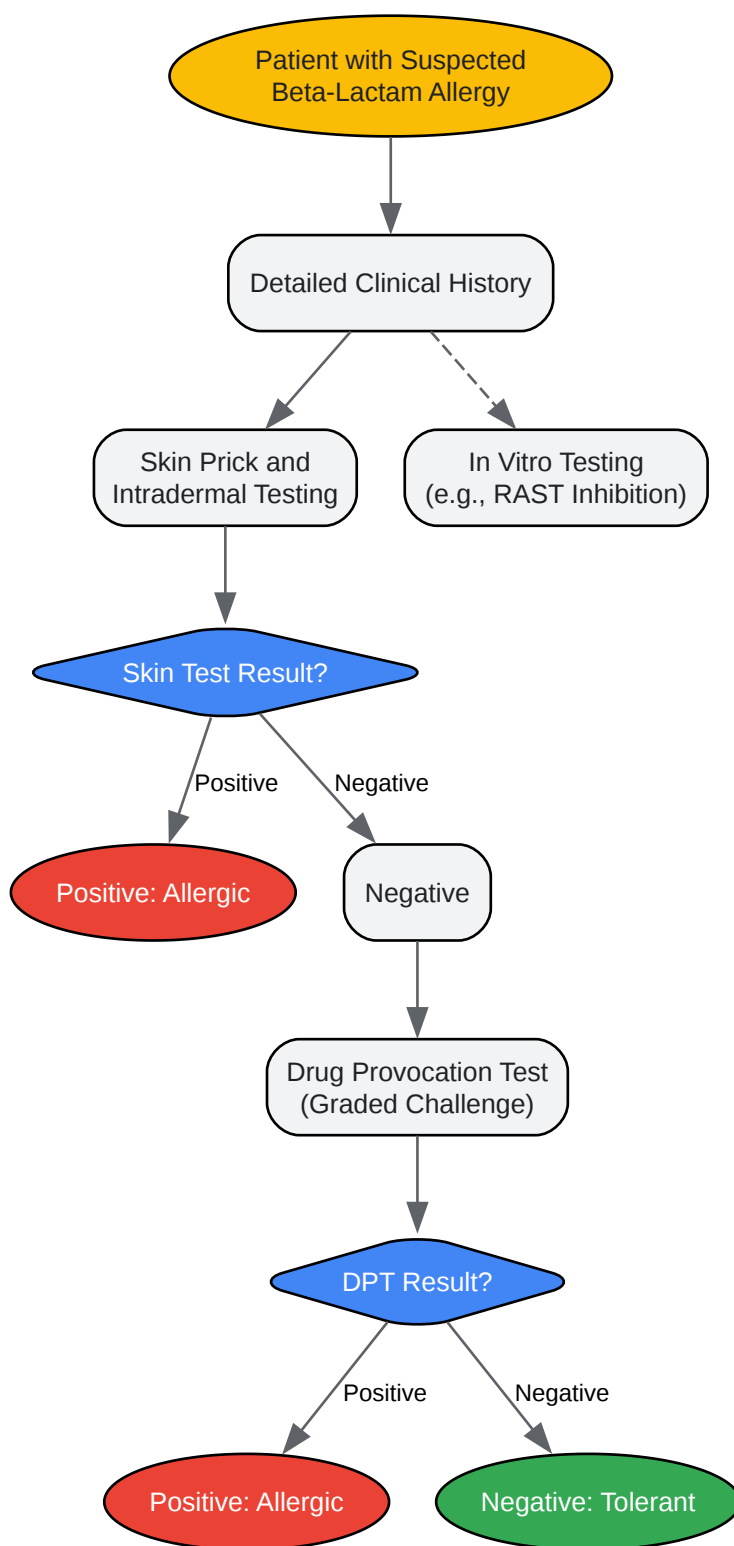 Patient with Suspected
Beta-Lactam Allergy
Detailed Clinical History
Skin Prick and
Intradermal Testing
In Vitro Testing
(e.g., RAST Inhibition)
Skin Test Result?
Positive
Negative
Positive: Allergic
Negative
Drug Provocation Test
(Graded Challenge)
DPT Result?
Positive
Negative
Positive: Allergic
Negative: Tolerant